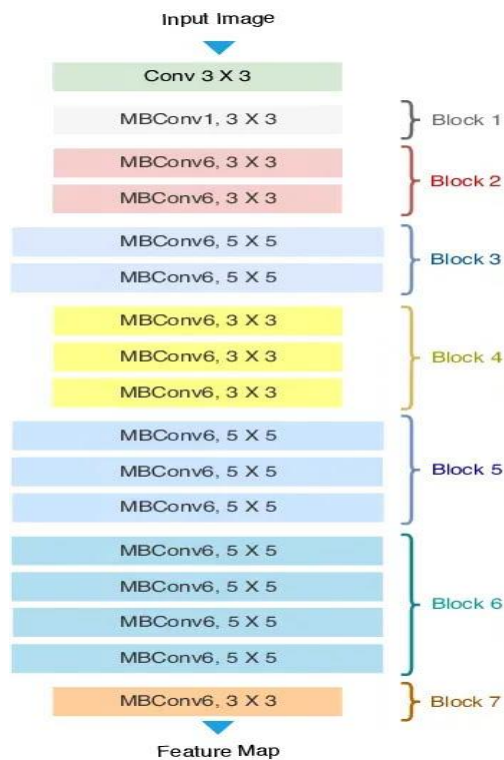 Input Image
Conv 3 X 3
MBConv1, 3 X 3
Block 1
MBConv6, 3 X 3
MBConv6, 3 X 3
Block 2
MBConv6, 5 X 5
MBConv6, 5 X 5
Block 3
MBConv6, 3 X 3
MBConv6, 3 X 3
MBConv6, 3 X 3
Block 4
MBConv6, 5 X 5
MBConv6, 5 X 5
MBConv6, 5 X 5
Block 5
MBConv6, 5 X 5
MBConv6, 5 X 5
MBConv6, 5 X 5
MBConv6, 5 X 5
Block 6
MBConv6, 3 X 3
Block 7
Feature Map